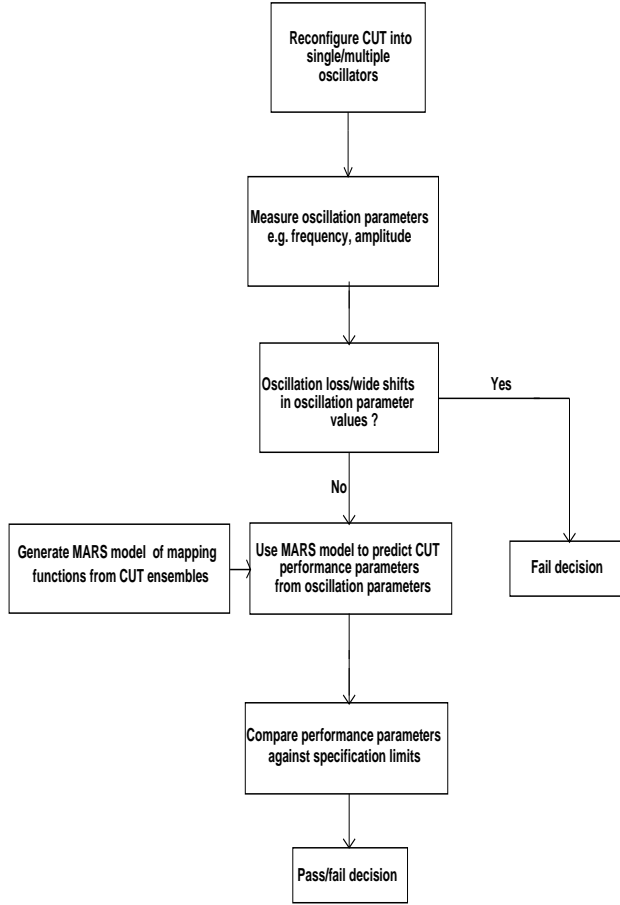 Reconfigure CUT into
single/multiple
oscillators
Measure oscillation parameters
e.g. frequency, amplitude
Oscillation loss/wide shifts
in oscillation parameter
values ?
Yes
No
Generate MARS model of mapping
functions from CUT ensembles
Use MARS model to predict CUT
performance parameters
from oscillation parameters
Fail decision
Compare performance parameters
against specification limits
Pass/fail decision